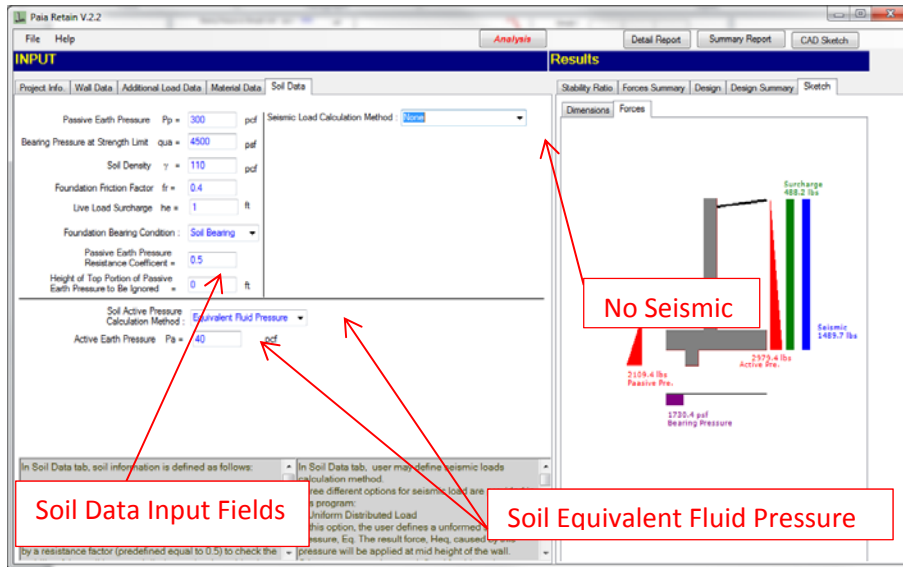 Paia Retain V.2.2
File Help
Analysis
Detail Report
Summary Report
CAD Sketch
INPUT
Results
Project Info. Wall Data Additional Load Data Material Data Soil Data
Stability Ratio Forces Summary Design Design Summary Sketch
Dimensions Forces
Passive Earth Pressure Pp = 300 pcf
Seismic Load Calculation Method : None
Bearing Pressure at Strength Limit qua = 4500 psf
Soil Density γ = 110 pcf
Foundation Friction Factor fr = 0.4
Live Load Surcharge he = 1 ft
Foundation Bearing Condition : Soil Bearing
Passive Earth Pressure
Resistance Coefficent = 0.5
Height of Top Portion of Passive
Earth Pressure to Be Ignored = 0 ft
Soil Active Pressure
Calculation Method : Equivalent Fluid Pressure
Active Earth Pressure Pa = 40 pcf
Surcharge
488.2 lbs
No Seismic
Seismic
1489.7 lbs
2979.4 lbs
Active Pre.
2109.4 lbs
Passive Pre.
1730.4 psf
Bearing Pressure
In Soil Data tab, soil information is defined as follows:
by a resistance factor (predefined equal to 0.5) to check the
In Soil Data tab, user may define seismic loads
calculation method.
ree different options for seismic load are
program:
Uniform Distributed Load
this option, the user defines a unformed
ressure, Eq. The result force, Heq, caused by this
pressure will be applied at mid height of the wall.
Soil Data Input Fields
Soil Equivalent Fluid Pressure